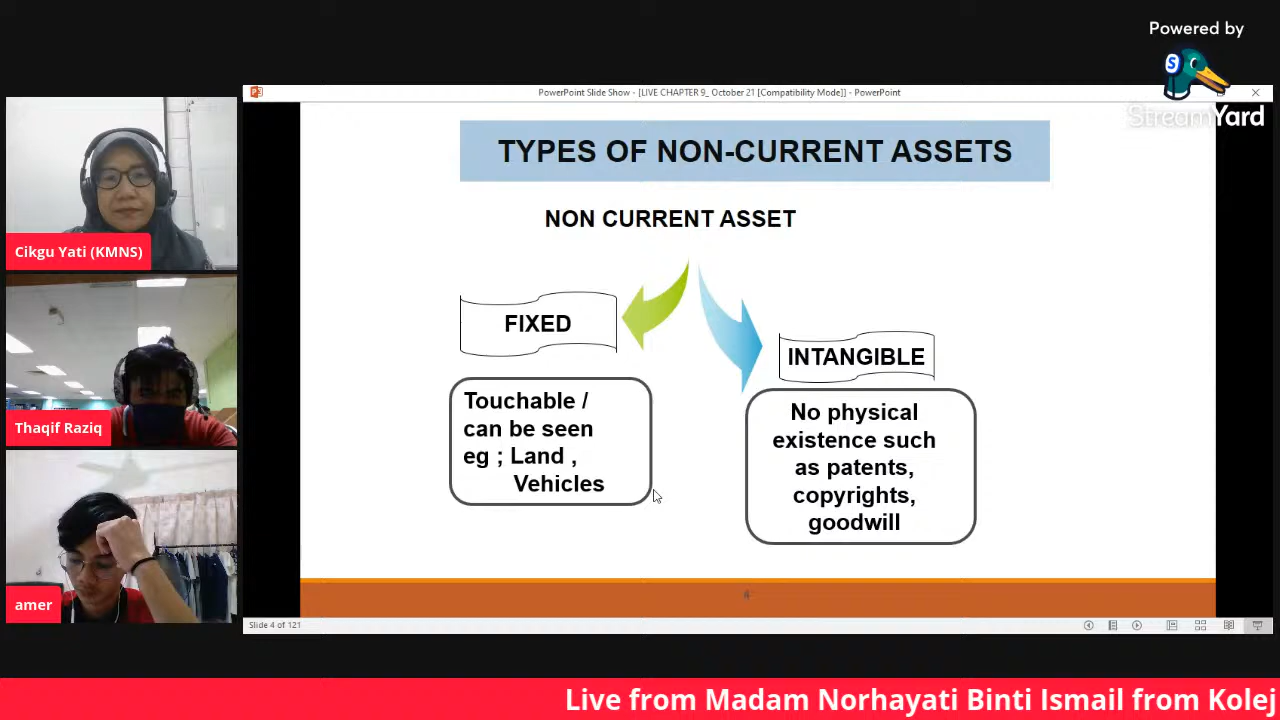 Powered by
StreamYard
PowerPoint Slide Show - [LIVE CHAPTER 9_ October 21 [Compatibility Mode]] - PowerPoint
TYPES OF NON-CURRENT ASSETS
NON CURRENT ASSET
FIXED
Touchable /
can be seen
eg ; Land ,
Vehicles
INTANGIBLE
No physical
existence such
as patents,
copyrights,
goodwill
4
Slide 4 of 121
Cikgu Yati (KMNS)
Thaqif Raziq
amer
Live from Madam Norhayati Binti Ismail from Kolej